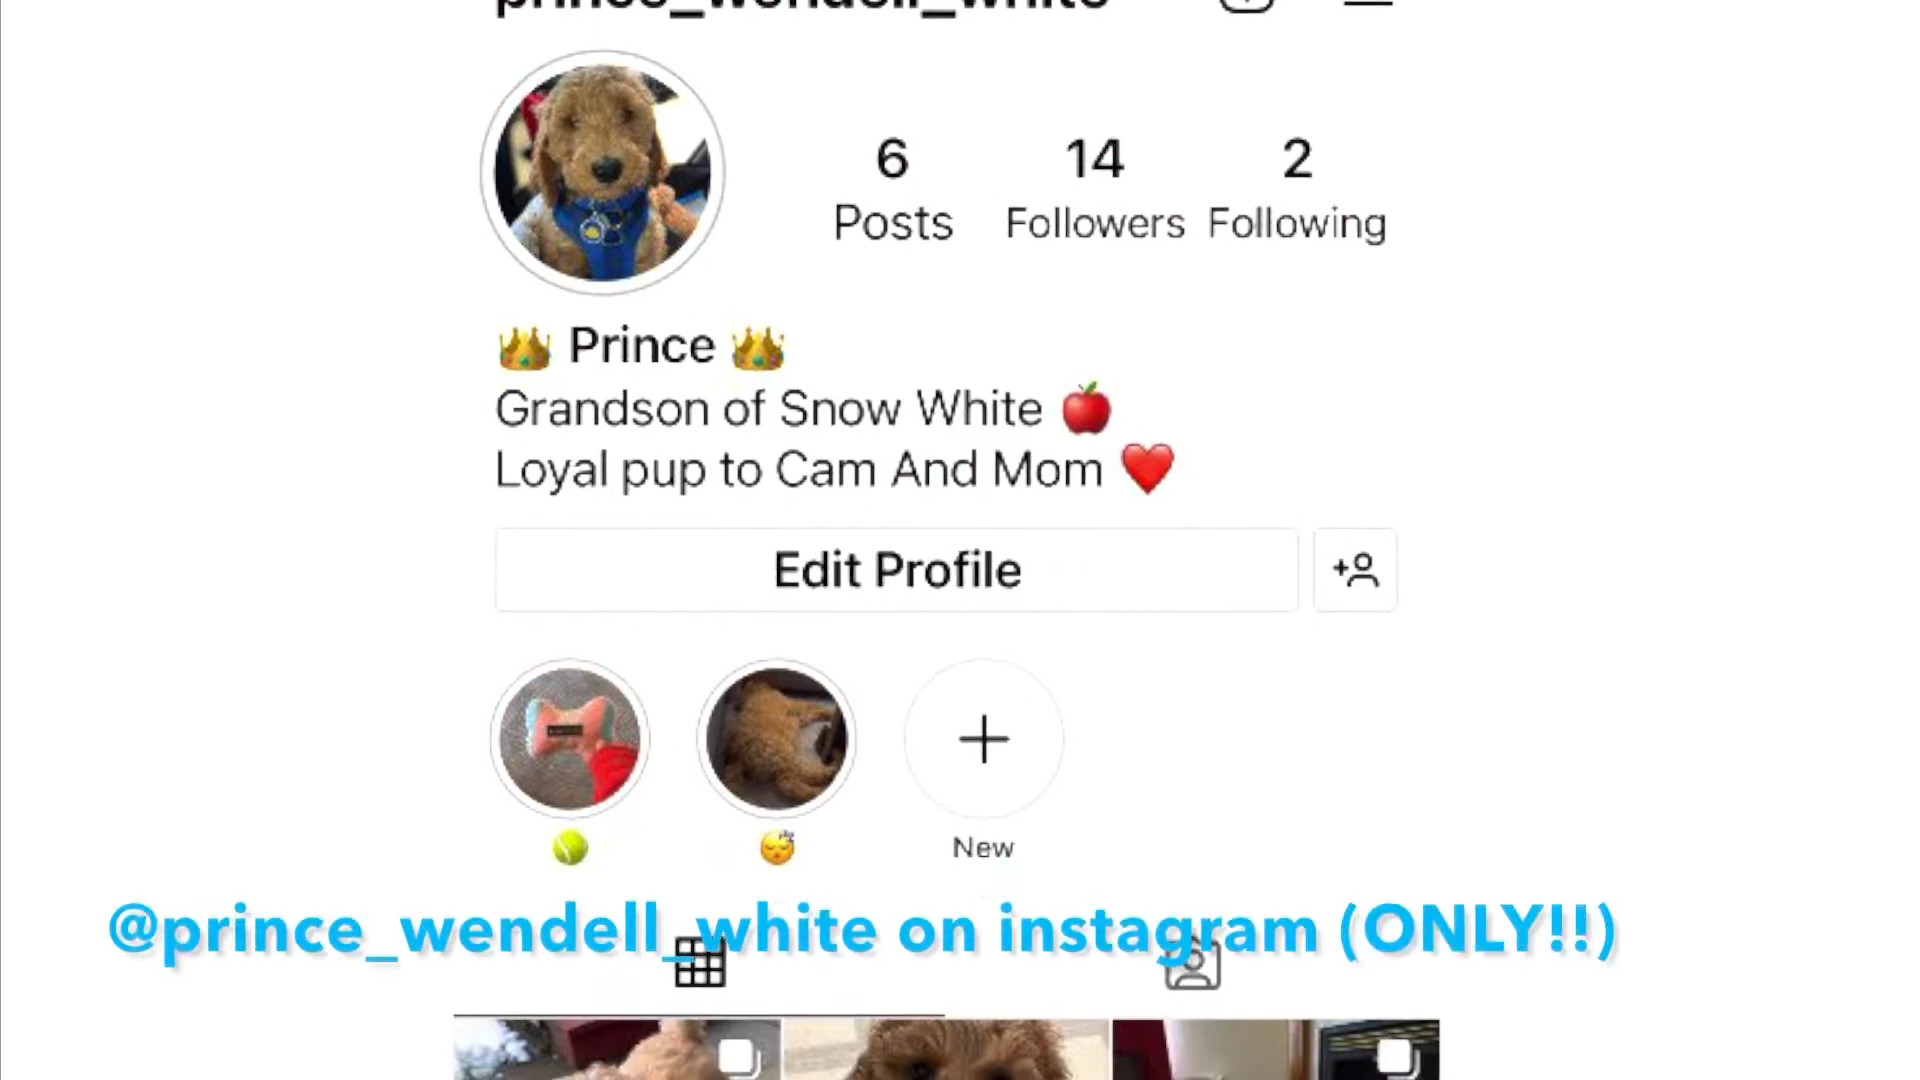 prince_wendell_white
6 14 2
Posts Followers Following
👑 Prince 👑
Grandson of Snow White 🍎
Loyal pup to Cam And Mom ❤️
Edit Profile
🎾 😴 New
@prince_wendell_white on instagram (ONLY!!)